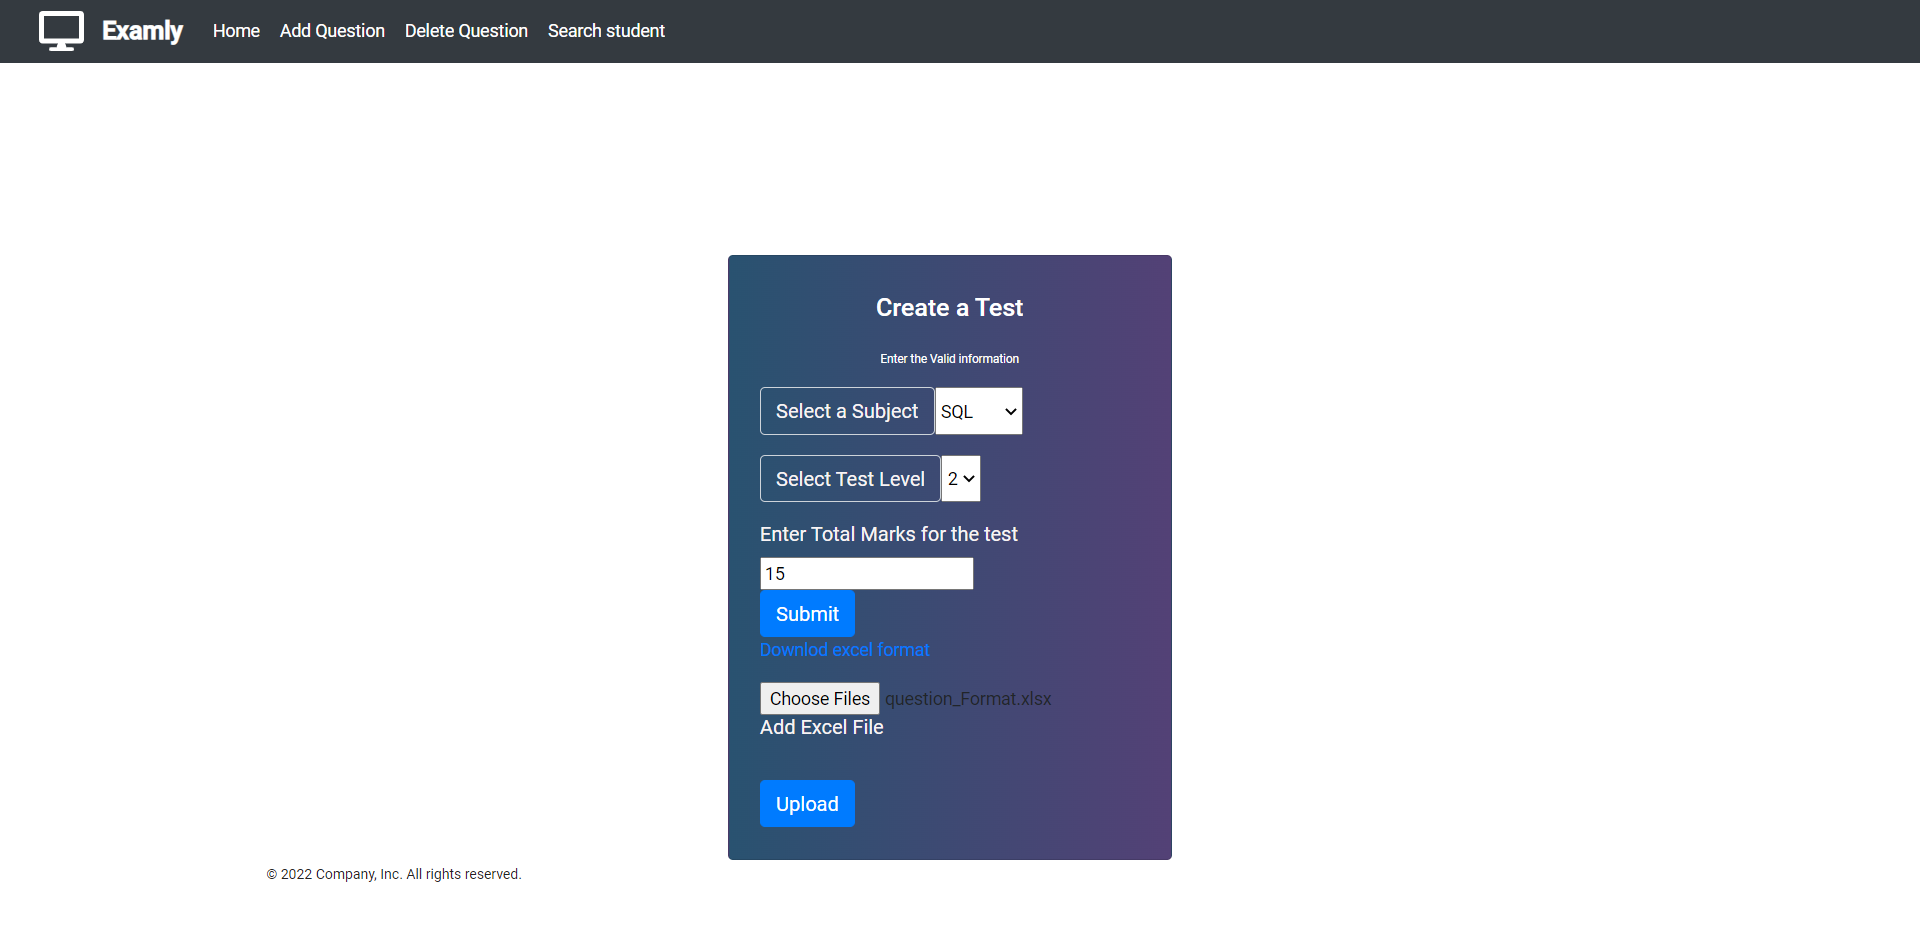 Examly Home Add Question Delete Question Search student
Create a Test
Enter the Valid information
Select a Subject SQL
Select Test Level 2
Enter Total Marks for the test
15
Submit
Downlod excel format
Choose Files question_Format.xlsx
Add Excel File
Upload
© 2022 Company, Inc. All rights reserved.